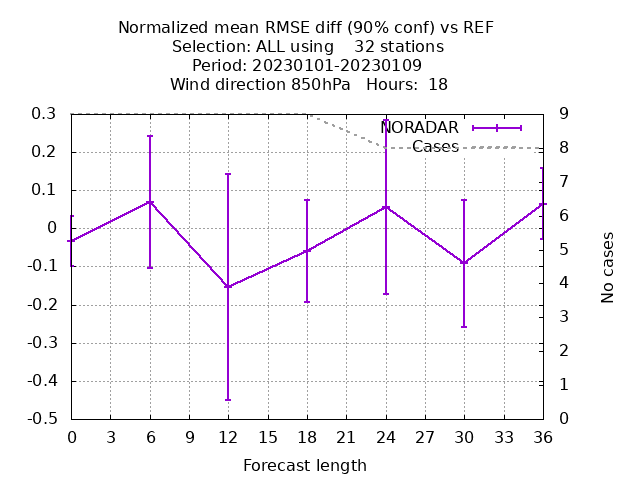 Normalized mean RMSE diff (90% conf) vs REF
Selection: ALL using    32 stations
Period: 20230101-20230109
Wind direction 850hPa   Hours:  18
0.3
0.2
0.1
0
-0.1
-0.2
-0.3
-0.4
-0.5
NORADAR
Cases
9
8
7
6
5
4
3
2
1
0
No cases
0 3 6 9 12 15 18 21 24 27 30 33 36
Forecast length